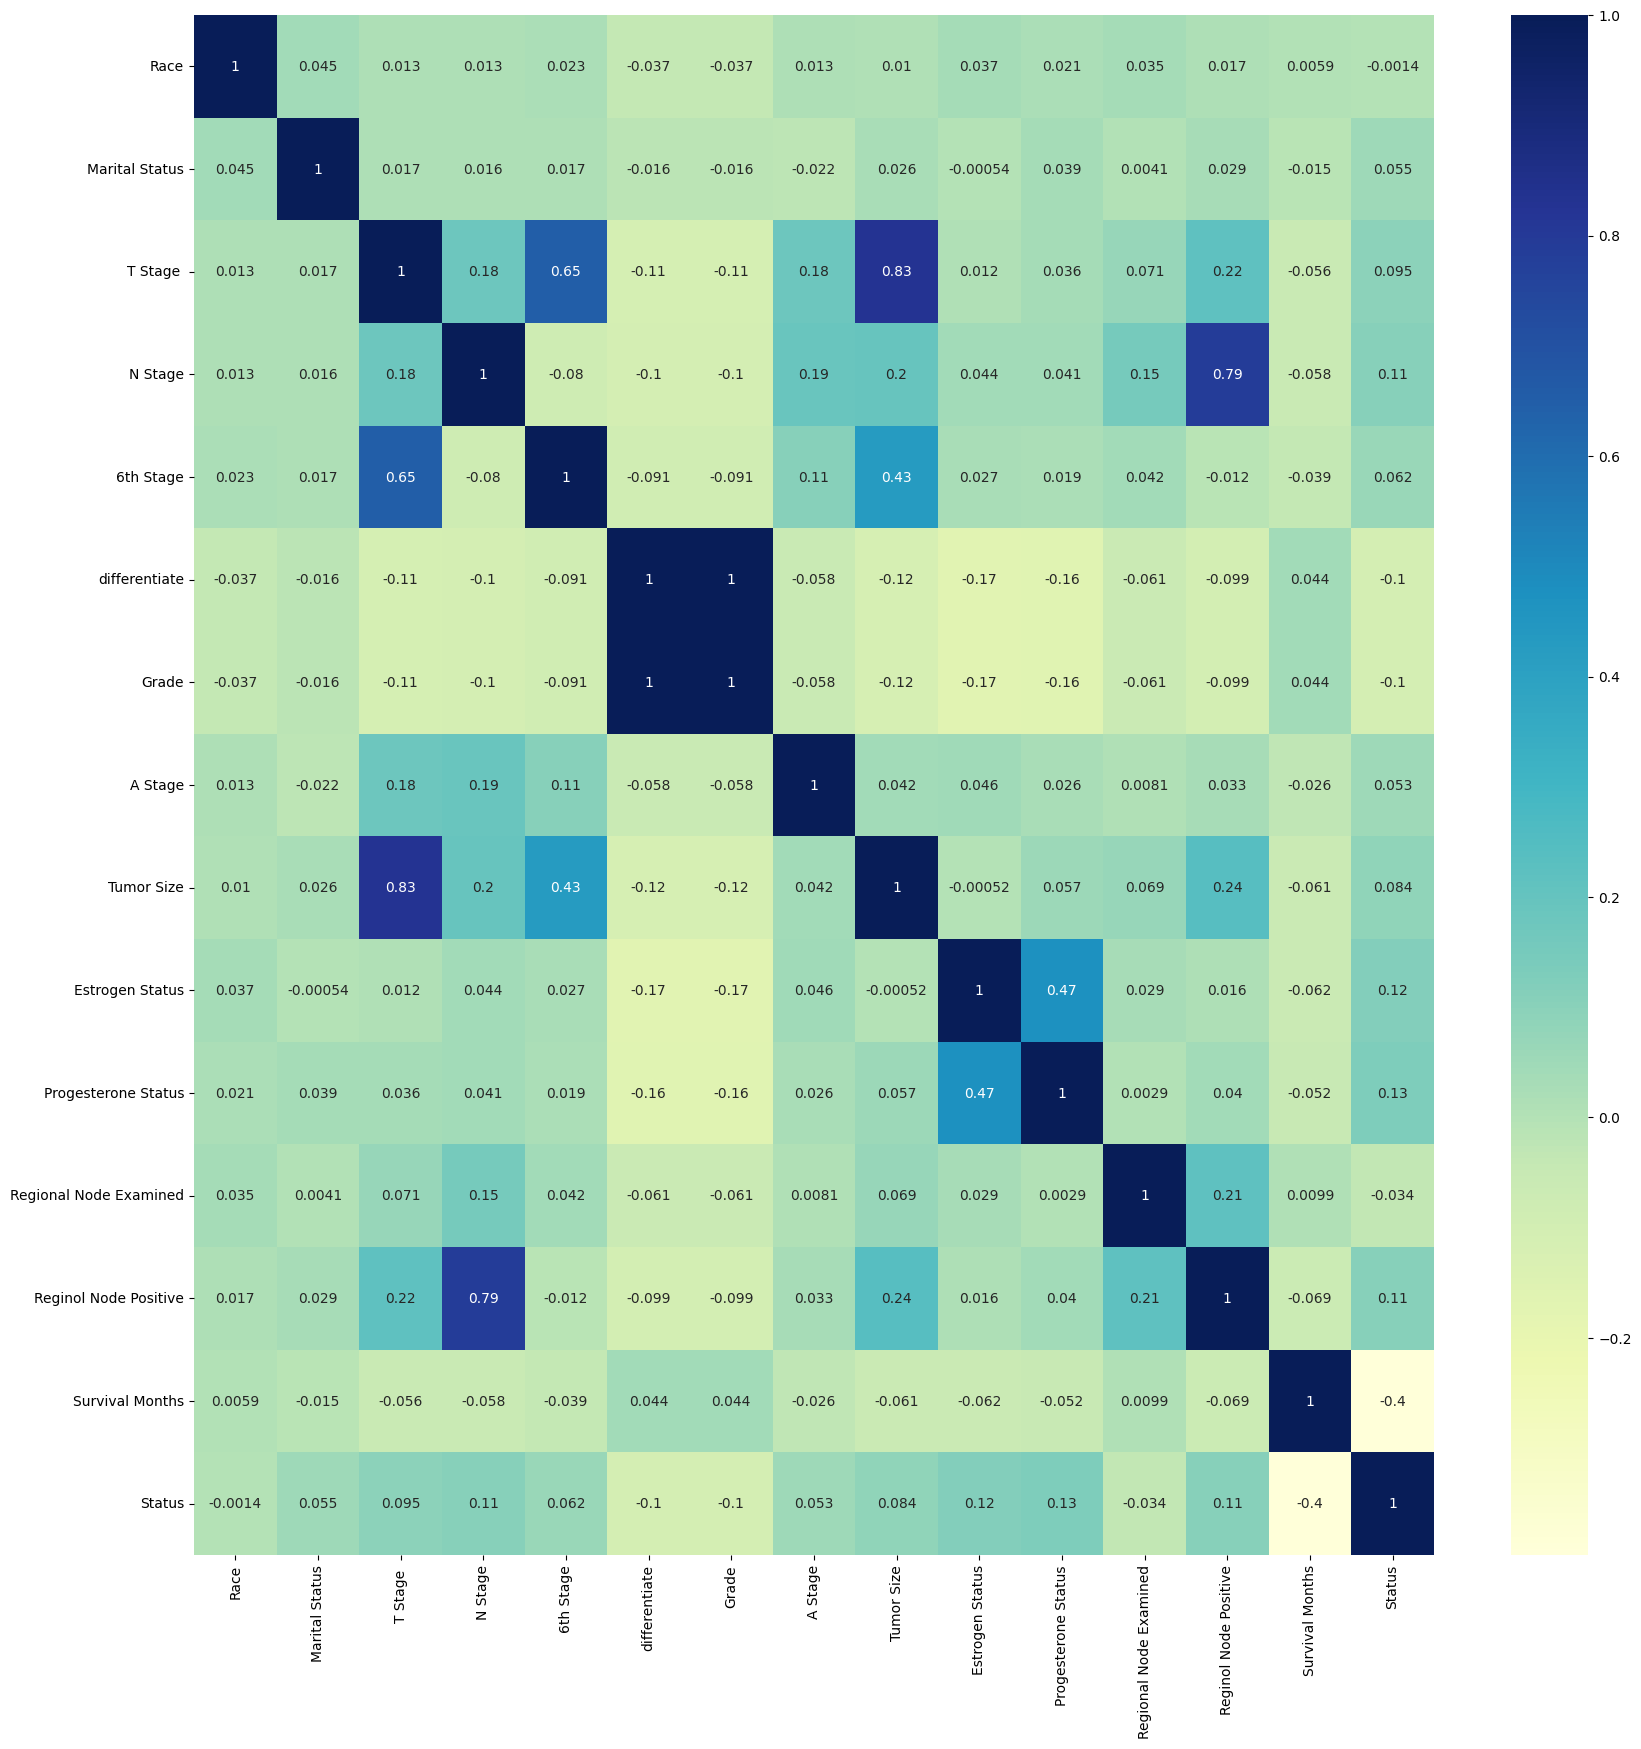 Race 1 0.045 0.013 0.013 0.023 -0.037 -0.037 0.013 0.01 0.037 0.021 0.035 0.017 0.0059 -0.0014
Marital Status 0.045 1 0.017 0.016 0.017 -0.016 -0.016 -0.022 0.026 -0.00054 0.039 0.0041 0.029 -0.015 0.055
T Stage 0.013 0.017 1 0.18 0.65 -0.11 -0.11 0.18 0.83 0.012 0.036 0.071 0.22 -0.056 0.095
N Stage 0.013 0.016 0.18 1 -0.08 -0.1 -0.1 0.19 0.2 0.044 0.041 0.15 0.79 -0.058 0.11
6th Stage 0.023 0.017 0.65 -0.08 1 -0.091 -0.091 0.11 0.43 0.027 0.019 0.042 -0.012 -0.039 0.062
differentiate -0.037 -0.016 -0.11 -0.1 -0.091 1 1 -0.058 -0.12 -0.17 -0.16 -0.061 -0.099 0.044 -0.1
Grade -0.037 -0.016 -0.11 -0.1 -0.091 1 1 -0.058 -0.12 -0.17 -0.16 -0.061 -0.099 0.044 -0.1
A Stage 0.013 -0.022 0.18 0.19 0.11 -0.058 -0.058 1 0.042 0.046 0.026 0.0081 0.033 -0.026 0.053
Tumor Size 0.01 0.026 0.83 0.2 0.43 -0.12 -0.12 0.042 1 -0.00052 0.057 0.069 0.24 -0.061 0.084
Estrogen Status 0.037 -0.00054 0.012 0.044 0.027 -0.17 -0.17 0.046 -0.00052 1 0.47 0.029 0.016 -0.062 0.12
Progesterone Status 0.021 0.039 0.036 0.041 0.019 -0.16 -0.16 0.026 0.057 0.47 1 0.0029 0.04 -0.052 0.13
Regional Node Examined 0.035 0.0041 0.071 0.15 0.042 -0.061 -0.061 0.0081 0.069 0.029 0.0029 1 0.21 0.0099 -0.034
Reginol Node Positive 0.017 0.029 0.22 0.79 -0.012 -0.099 -0.099 0.033 0.24 0.016 0.04 0.21 1 -0.069 0.11
Survival Months 0.0059 -0.015 -0.056 -0.058 -0.039 0.044 0.044 -0.026 -0.061 -0.062 -0.052 0.0099 -0.069 1 -0.4
Status -0.0014 0.055 0.095 0.11 0.062 -0.1 -0.1 0.053 0.084 0.12 0.13 -0.034 0.11 -0.4 1
Race
Marital Status
T Stage
N Stage
6th Stage
differentiate
Grade
A Stage
Tumor Size
Estrogen Status
Progesterone Status
Regional Node Examined
Reginol Node Positive
Survival Months
Status
1.0
0.8
0.6
0.4
0.2
0.0
−0.2